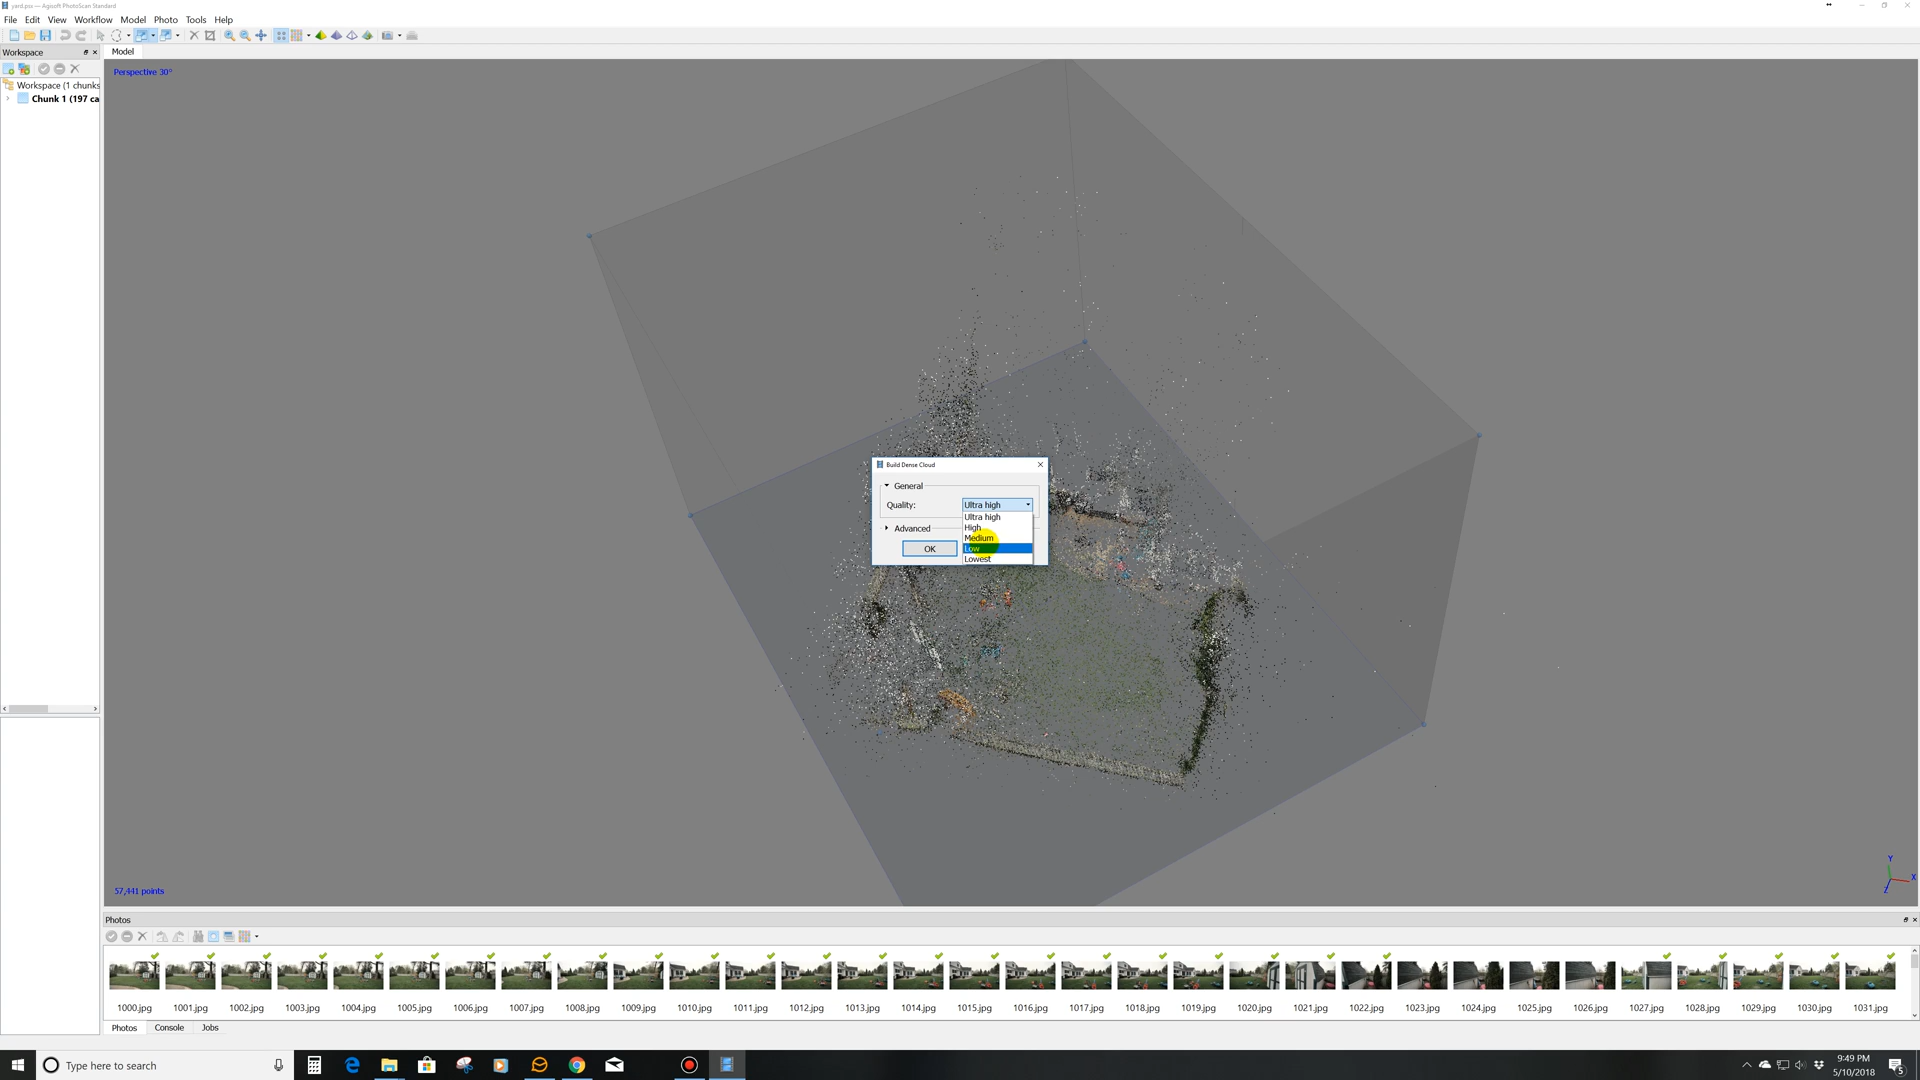 yard.psx — Agisoft PhotoScan Standard
File Edit View Workflow Model Photo Tools Help
Workspace
Model
Workspace (1 chunks
Chunk 1 (197 ca
Perspective 30°
Build Dense Cloud
General
Quality: Ultra high
Ultra high
High
Advanced
Medium
OK
Low
Lowest
57,441 points
Y
X
Z
Photos
1000.jpg 1001.jpg 1002.jpg 1003.jpg 1004.jpg 1005.jpg 1006.jpg 1007.jpg 1008.jpg 1009.jpg 1010.jpg 1011.jpg 1012.jpg 1013.jpg 1014.jpg 1015.jpg 1016.jpg 1017.jpg 1018.jpg 1019.jpg 1020.jpg 1021.jpg 1022.jpg 1023.jpg 1024.jpg 1025.jpg 1026.jpg 1027.jpg 1028.jpg 1029.jpg 1030.jpg 1031.jpg
Photos Console Jobs
Type here to search
9:49 PM
5/10/2018
5